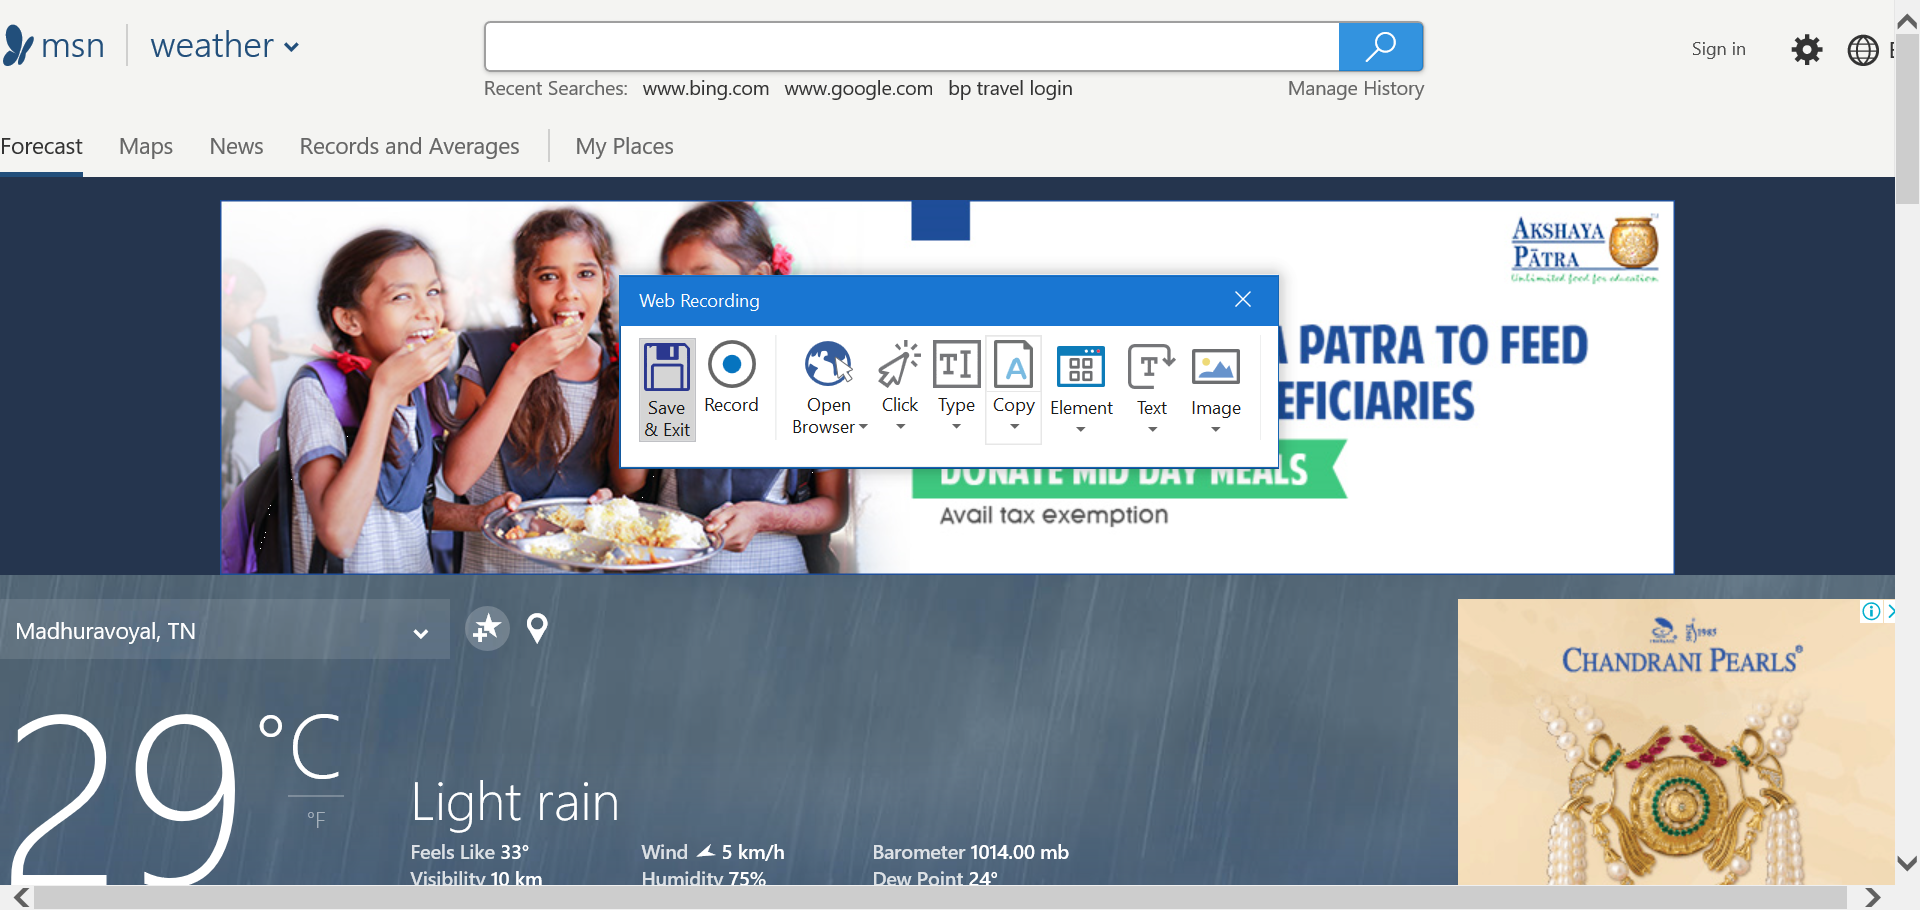 msn weather
Sign in
Recent Searches: www.bing.com www.google.com bp travel login Manage History
Forecast Maps News Records and Averages My Places
AKSHAYA
PĀTRA
TM
Unlimited food for education
Web Recording
Save
& Exit
Record
Open
Browser
Click
Type
Copy
Element
Text
Image
PATRA TO FEED
EFICIARIES
DONATE MID DAY MEALS
Avail tax exemption
Madhuravoyal, TN
29 °C
°F
Light rain
Feels Like 33° Wind 5 km/h Barometer 1014.00 mb
Visibility 10 km Humidity 75% Dew Point 24°
1985
CHANDRANI PEARLS®